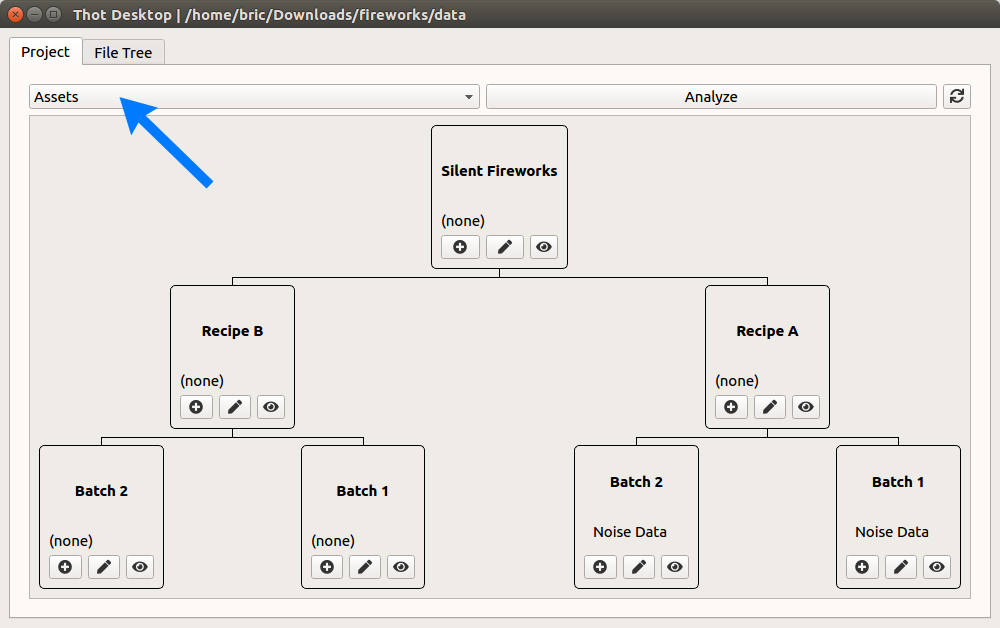 Thot Desktop | /home/bric/Downloads/fireworks/data
Project File Tree
Assets Analyze
Silent Fireworks
(none)
Recipe B Recipe A
(none) (none)
Batch 2 Batch 1 Batch 2 Batch 1
(none) (none) Noise Data Noise Data